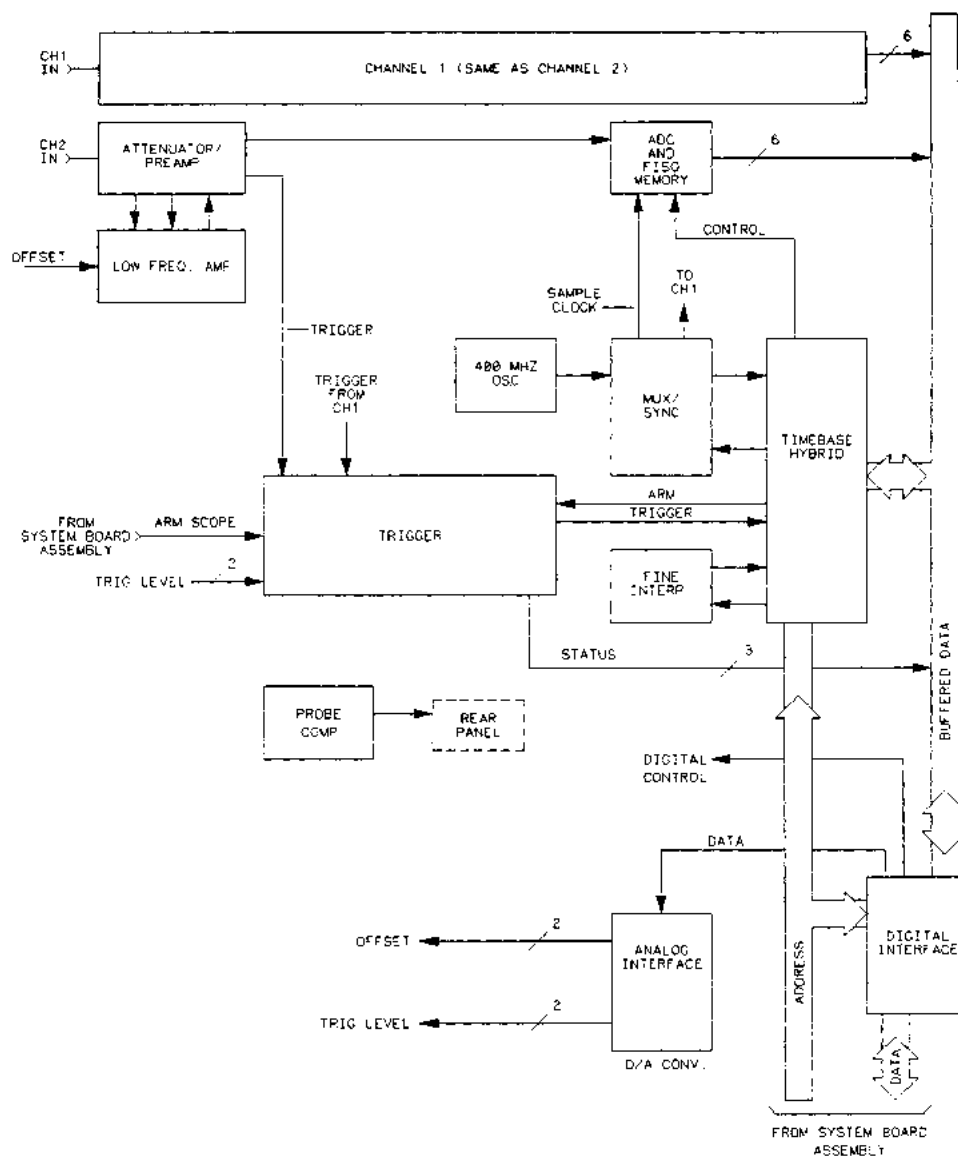 CH1
IN
CHANNEL 1 (SAME AS CHANNEL 2)
6
CH2
IN
ATTENUATOR/
PREAMP
ADC
AND
FISO
MEMORY
6
CONTROL
OFFSET
LOW FREQ. AMP
TO
CH1
SAMPLE
CLOCK
TRIGGER
400 MHZ
OSC
MUX/
SYNC
TIMEBASE
HYBRID
TRIGGER
FROM
CH1
FROM
SYSTEM BOARD
ASSEMBLY
ARM SCOPE
TRIGGER
ARM
TRIGGER
2
TRIG LEVEL
FINE
INTERP
STATUS
3
BUFFERED DATA
PROBE
COMP
REAR
PANEL
DIGITAL
CONTROL
DATA
OFFSET
2
ANALOG
INTERFACE
ADDRESS
DIGITAL
INTERFACE
TRIG LEVEL
2
D/A CONV.
DATA
FROM SYSTEM BOARD
ASSEMBLY